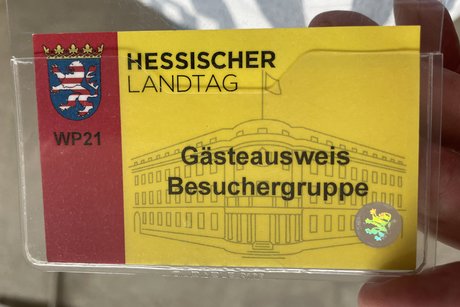 HESSISCHER
LANDTAG
WP21
Gästeausweis
Besuchergruppe